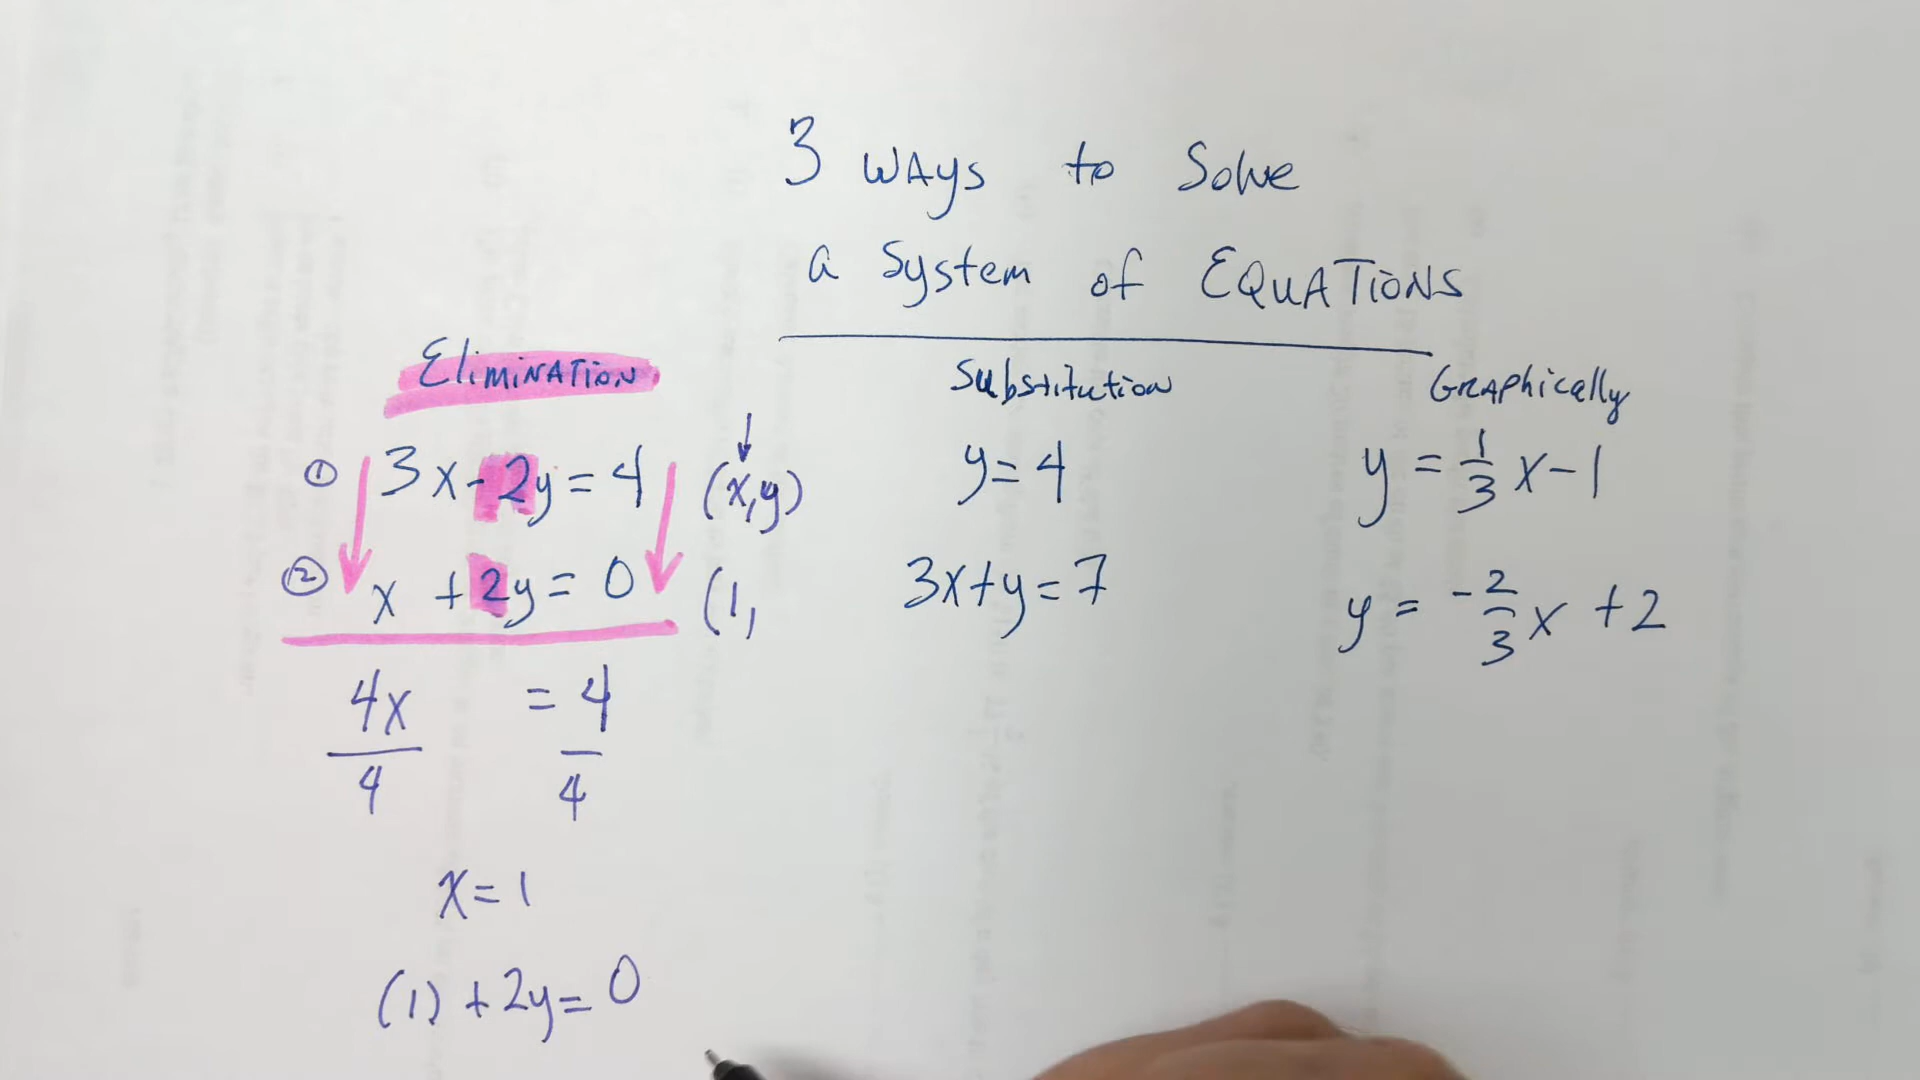 3 WAys to Solve
a System of EQUATIONS
Elimination
① 3x-2y=4 (x,y)
② x +2y=0 (1,
4x =4
4 4
x=1
(1)+2y=0
Substitution
y=4
3x+y=7
GRAphically
y=1/3 x-1
y=-2/3 x+2